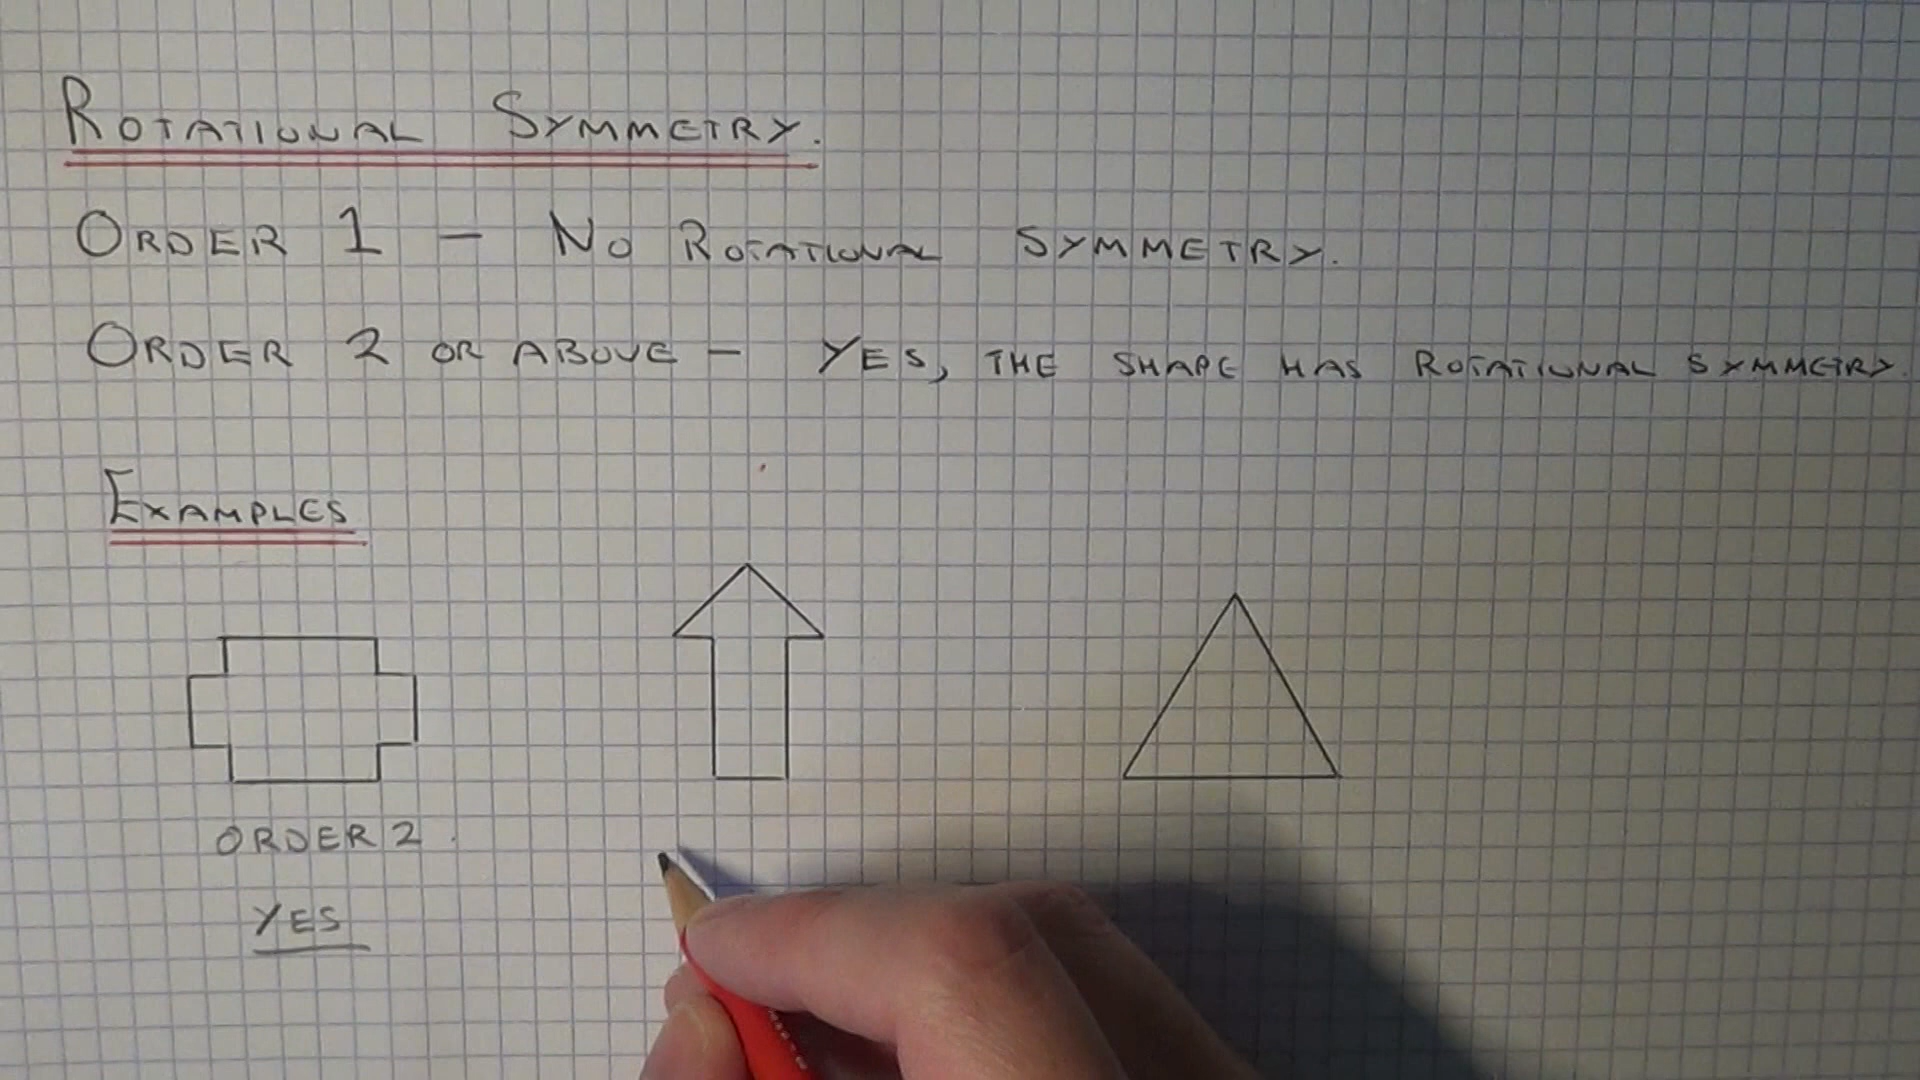 ROTATIONAL SYMMETRY.
ORDER 1 - NO ROTATIONAL SYMMETRY.
ORDER 2 OR ABOVE - YES, THE SHAPE HAS ROTATIONAL SYMMETRY.
EXAMPLES
ORDER 2.
YES